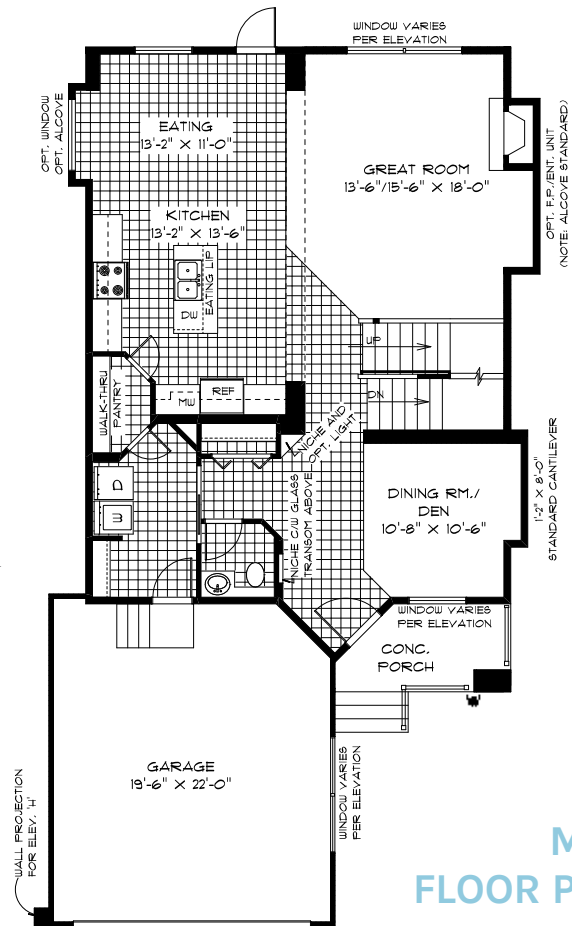 WINDOW VARIES
PER ELEVATION
OPT. WINDOW
OPT. ALCOVE
EATING
13'-2" X 11'-0"
GREAT ROOM
13'-6"/15'-6" X 18'-0"
OPT. F.P./ENT. UNIT
(NOTE: ALCOVE STANDARD)
KITCHEN
13'-2" X 13'-6"
EATING LIP
DW
UP
WALK-THRU
PANTRY
MW
REF
DN
NICHE AND
OPT. LIGHT
D
W
NICHE C/W GLASS
TRANSOM ABOVE
DINING RM./
DEN
10'-8" X 10'-6"
1'-2" X 8'-0"
STANDARD CANTILEVER
WINDOW VARIES
PER ELEVATION
CONC.
PORCH
GARAGE
19'-6" X 22'-0"
WINDOW VARIES
PER ELEVATION
WALL PROJECTION
FOR ELEV. 'H'
M
FLOOR P